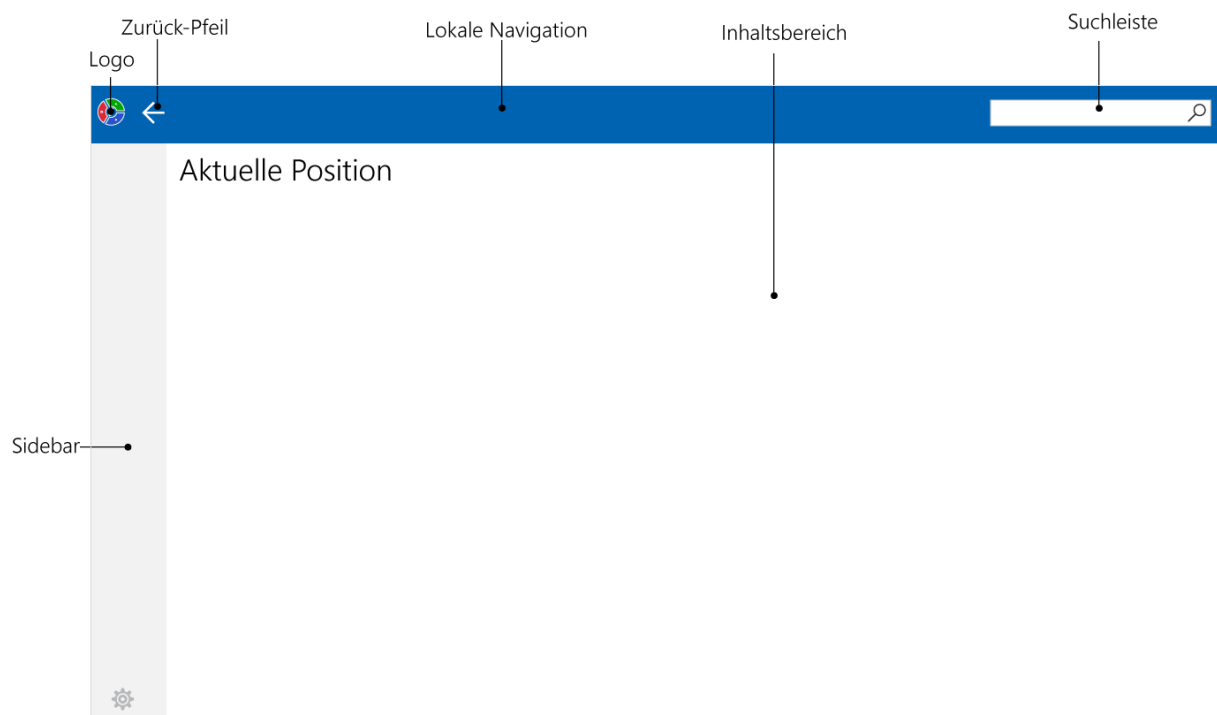 Zurück-Pfeil
Lokale Navigation
Inhaltsbereich
Suchleiste
Logo
Aktuelle Position
Sidebar